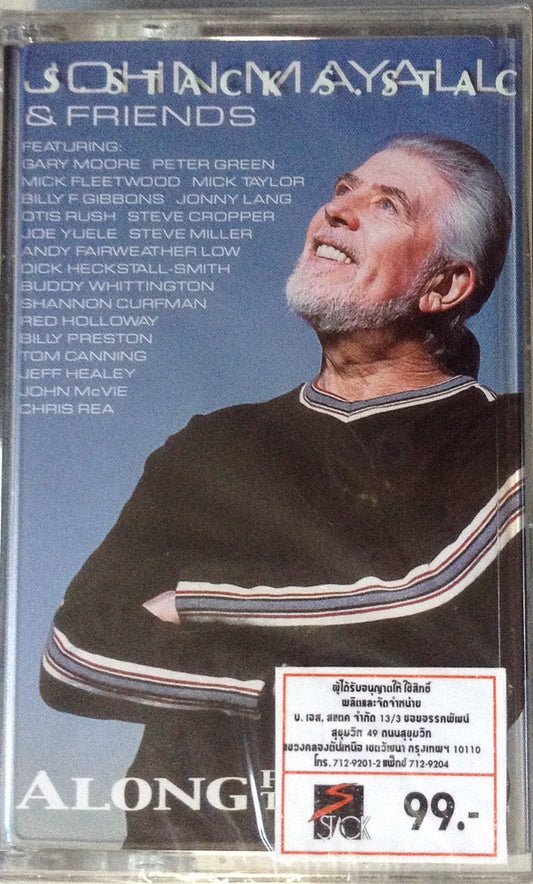 JOHN MAYALL
S STACK S.STAC
& FRIENDS
FEATURING:
GARY MOORE PETER GREEN
MICK FLEETWOOD MICK TAYLOR
BILLY F GIBBONS JONNY LANG
OTIS RUSH STEVE CROPPER
JOE YUELE STEVE MILLER
ANDY FAIRWEATHER LOW
DICK HECKSTALL-SMITH
BUDDY WHITTINGTON
SHANNON CURFMAN
RED HOLLOWAY
BILLY PRESTON
TOM CANNING
JEFF HEALEY
JOHN McVIE
CHRIS REA
ALONG
ผู้ได้รับอนุญาตให้ใช้สิทธิ์
ผลิตและจัดจำหน่าย
บ. เอส. สแตค จำกัด 13/3 ซอยจรรคพัฒน์
สุขุมวิท 49 ถนนสุขุมวิท
แขวงคลองตันเหนือ เขตวัฒนา กรุงเทพฯ 10110
โทร. 712-9201-2 แฟ็กซ์ 712-9204
S STACK
99.-